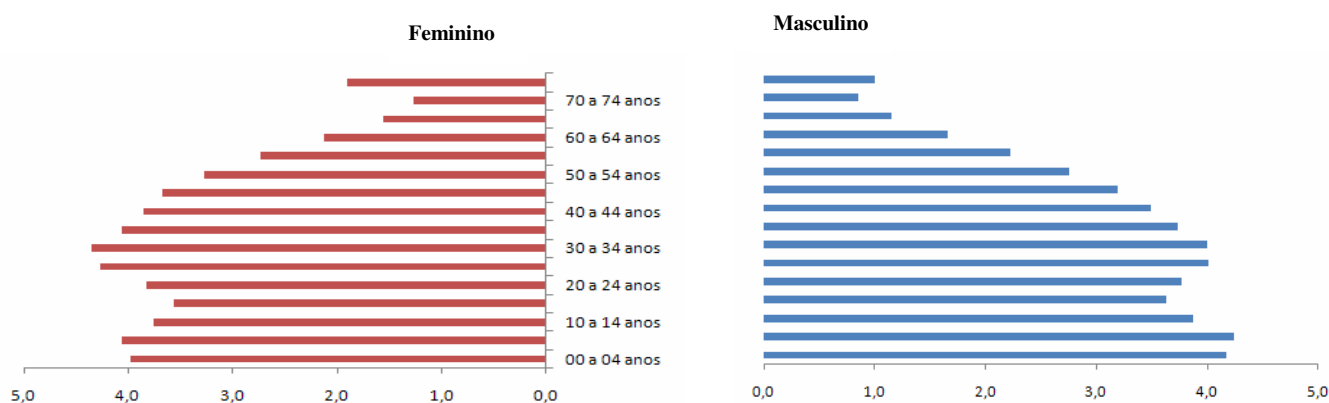 Feminino
Masculino
70 a 74 anos
60 a 64 anos
50 a 54 anos
40 a 44 anos
30 a 34 anos
20 a 24 anos
10 a 14 anos
00 a 04 anos
5,0 4,0 3,0 2,0 1,0 0,0
0,0 1,0 2,0 3,0 4,0 5,0